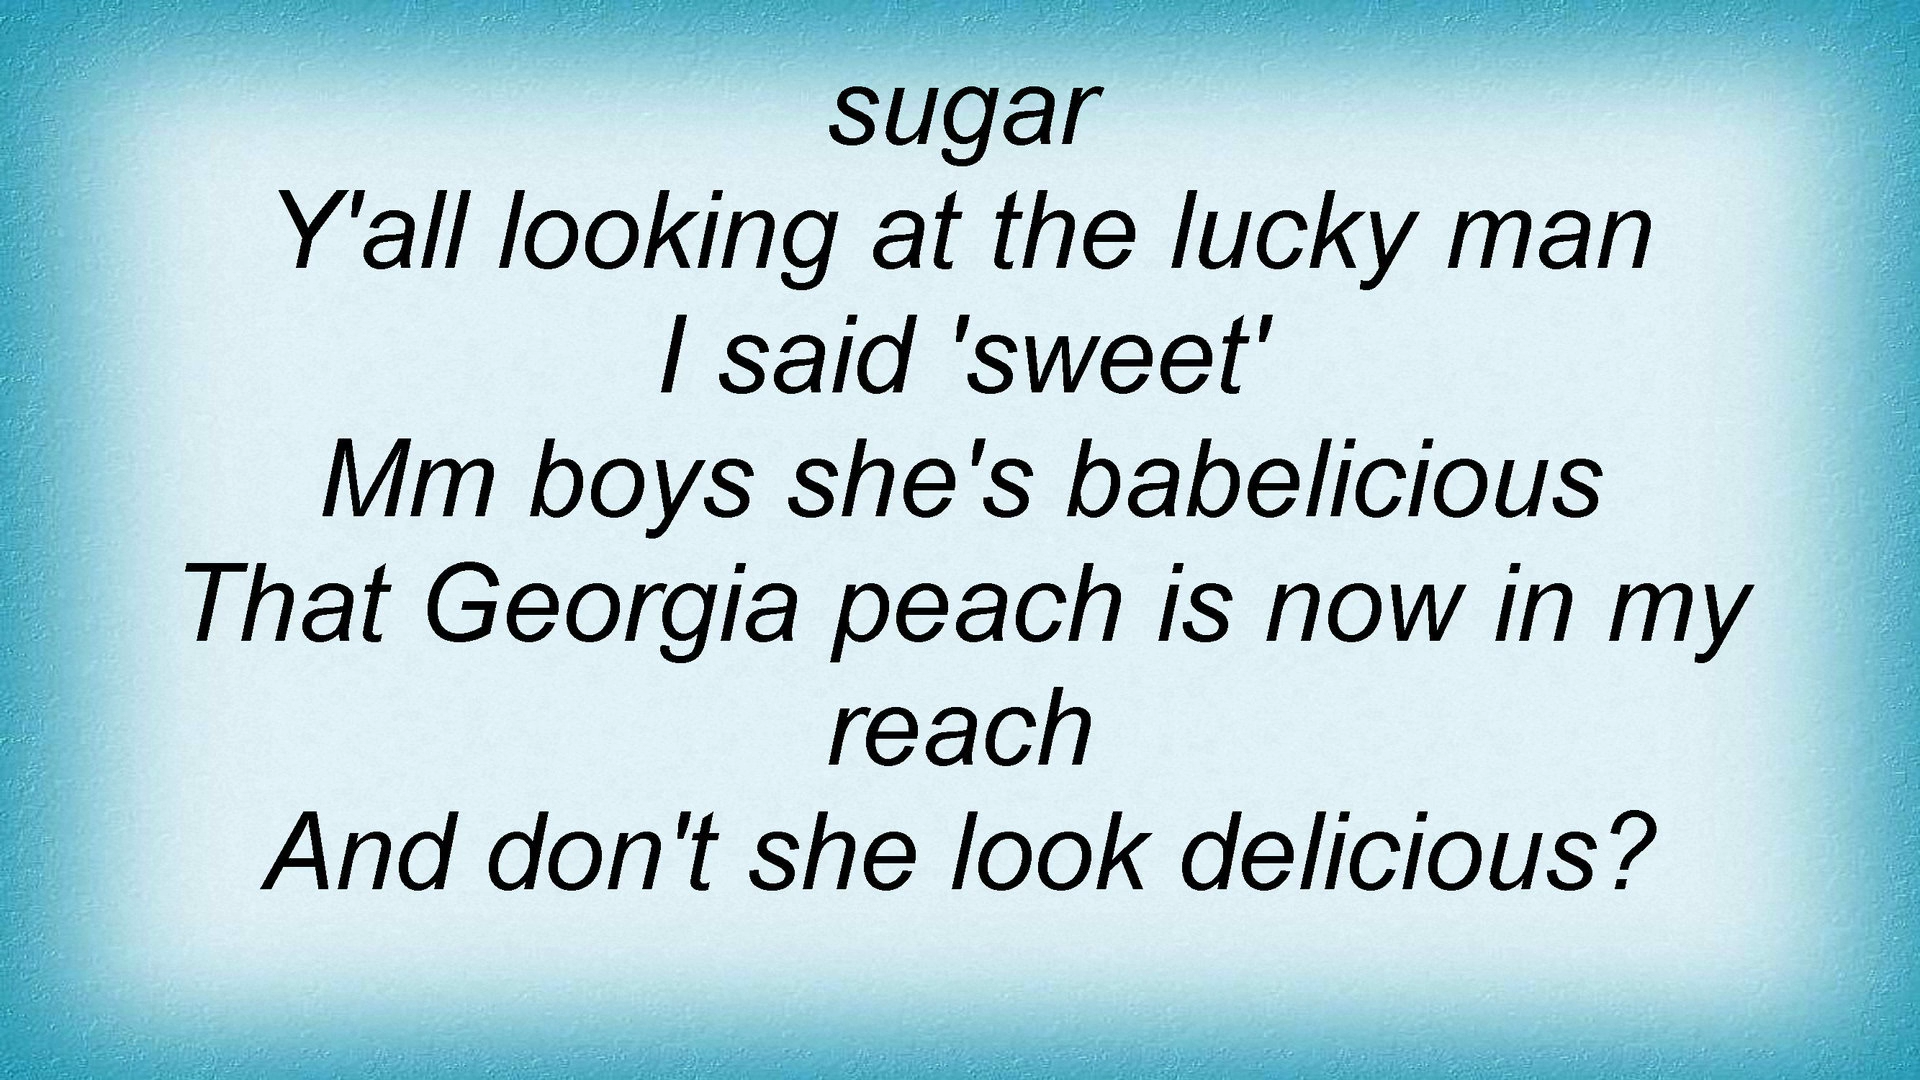 sugar
Y'all looking at the lucky man
I said 'sweet'
Mm boys she's babelicious
That Georgia peach is now in my
reach
And don't she look delicious?